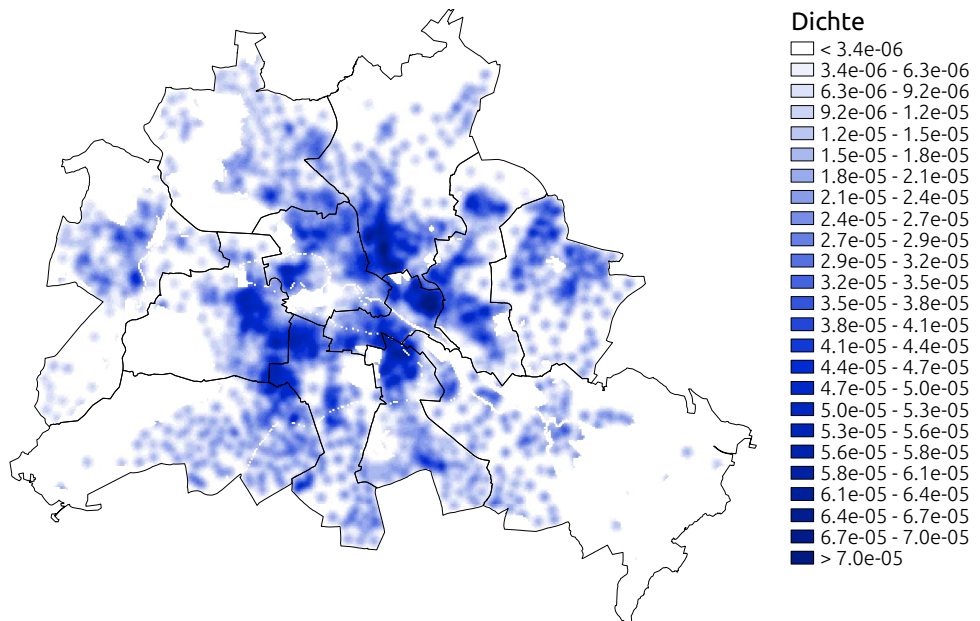 Dichte
< 3.4e-06
3.4e-06 - 6.3e-06
6.3e-06 - 9.2e-06
9.2e-06 - 1.2e-05
1.2e-05 - 1.5e-05
1.5e-05 - 1.8e-05
1.8e-05 - 2.1e-05
2.1e-05 - 2.4e-05
2.4e-05 - 2.7e-05
2.7e-05 - 2.9e-05
2.9e-05 - 3.2e-05
3.2e-05 - 3.5e-05
3.5e-05 - 3.8e-05
3.8e-05 - 4.1e-05
4.1e-05 - 4.4e-05
4.4e-05 - 4.7e-05
4.7e-05 - 5.0e-05
5.0e-05 - 5.3e-05
5.3e-05 - 5.6e-05
5.6e-05 - 5.8e-05
5.8e-05 - 6.1e-05
6.1e-05 - 6.4e-05
6.4e-05 - 6.7e-05
6.7e-05 - 7.0e-05
> 7.0e-05